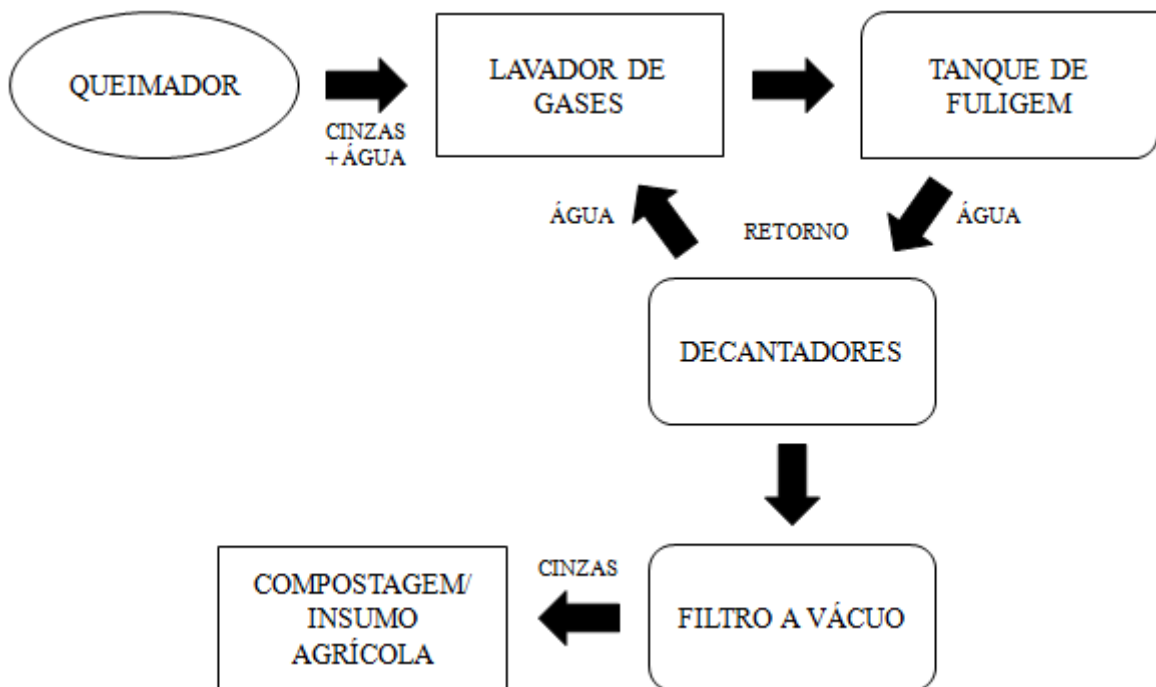 QUEIMADOR
CINZAS
+ ÁGUA
LAVADOR DE
GASES
TANQUE DE
FULIGEM
ÁGUA
RETORNO
ÁGUA
DECANTADORES
FILTRO A VÁCUO
CINZAS
COMPOSTAGEM/
INSUMO
AGRÍCOLA